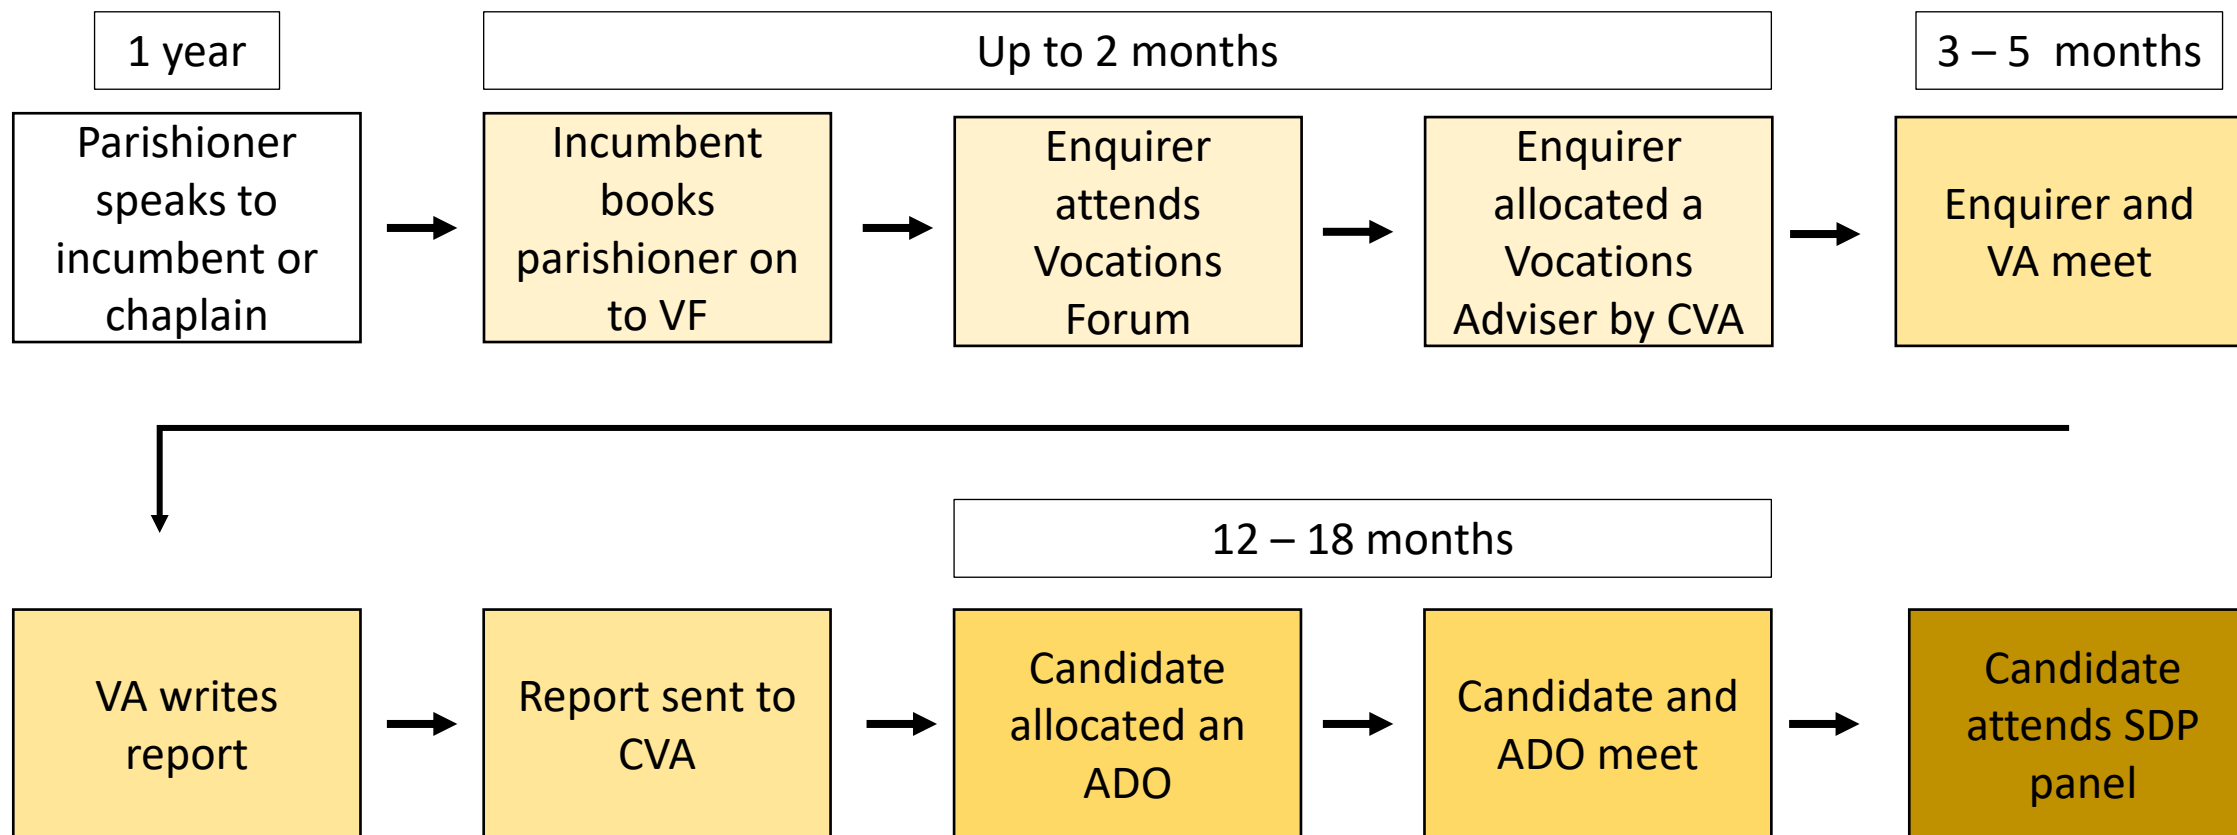 1 year
Up to 2 months
3 – 5 months
Parishioner
speaks to
incumbent or
chaplain
Incumbent
books
parishioner on
to VF
Enquirer
attends
Vocations
Forum
Enquirer
allocated a
Vocations
Adviser by CVA
Enquirer and
VA meet
12 – 18 months
VA writes
report
Report sent to
CVA
Candidate
allocated an
ADO
Candidate and
ADO meet
Candidate
attends SDP
panel